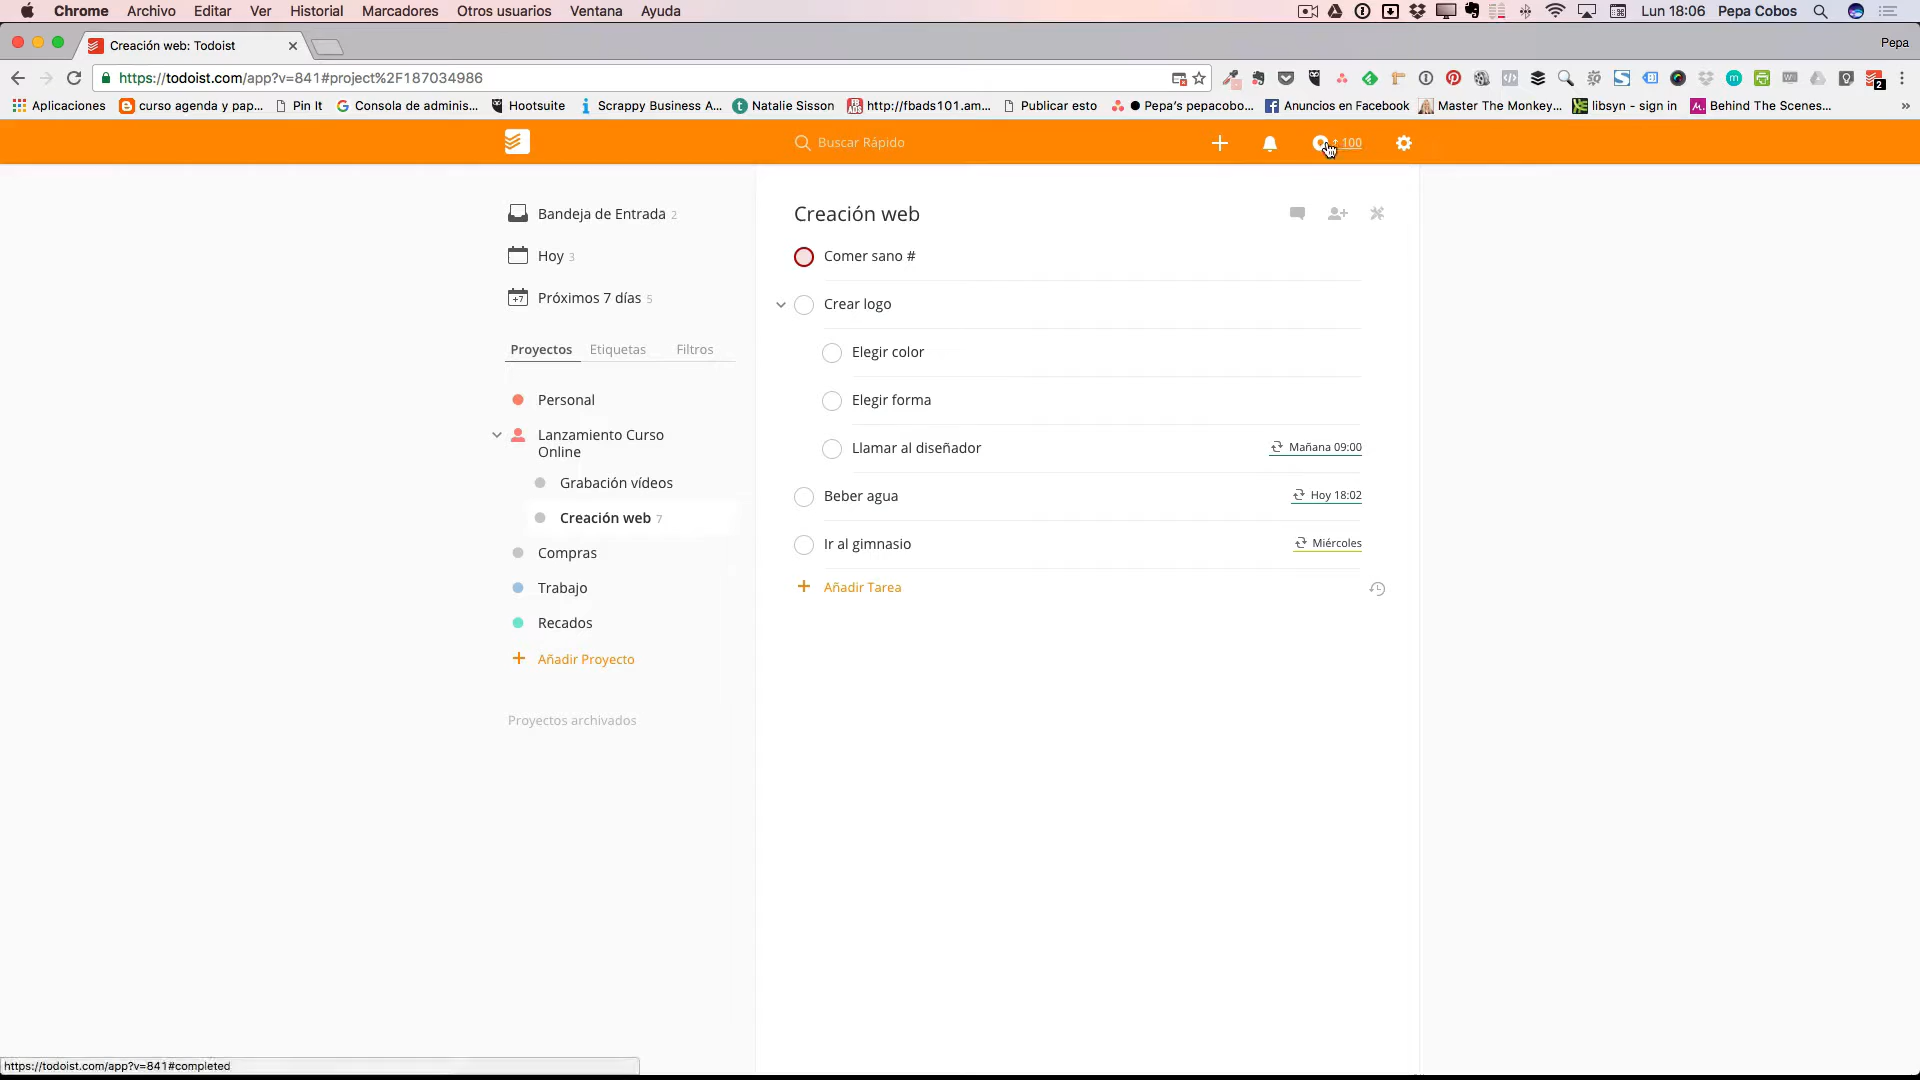 Chrome Archivo Editar Ver Historial Marcadores Otros usuarios Ventana Ayuda Lun 18:06 Pepa Cobos
Creación web: Todoist Pepa
https://todoist.com/app?v=841#project%2F187034986 2
Aplicaciones curso agenda y pap... Pin It Consola de adminis... Hootsuite Scrappy Business A... Natalie Sisson http://fbads101.am... Publicar esto Pepa's pepacobo... Anuncios en Facebook Master The Monkey... libsyn - sign in Behind The Scenes... »
Buscar Rápido 100
Bandeja de Entrada 2
Hoy 3
Próximos 7 días 5
Proyectos Etiquetas Filtros
Personal
Lanzamiento Curso
Online
Grabación vídeos
Creación web 7
Compras
Trabajo
Recados
Añadir Proyecto
Proyectos archivados
Creación web
Comer sano #
Crear logo
Elegir color
Elegir forma
Llamar al diseñador Mañana 09:00
Beber agua Hoy 18:02
Ir al gimnasio Miércoles
Añadir Tarea
https://todoist.com/app?v=841#completed